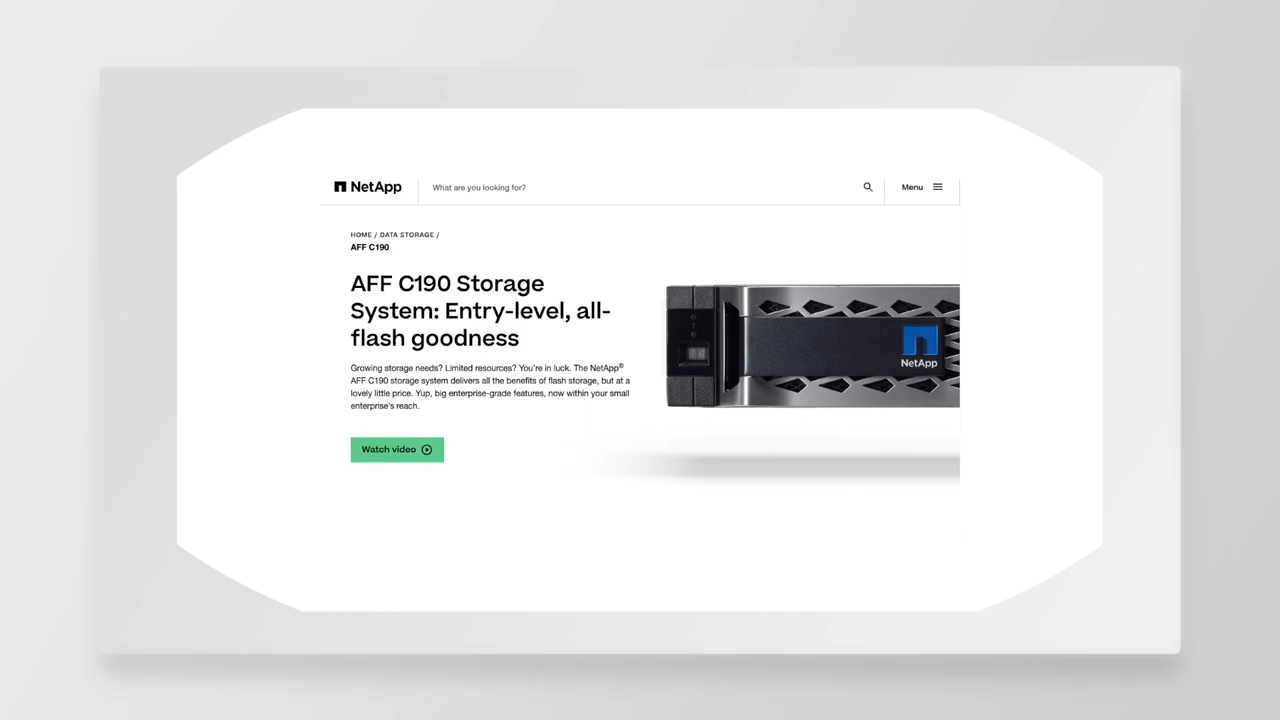 NetApp
What are you looking for?
Menu
HOME / DATA STORAGE /
AFF C190
AFF C190 Storage
System: Entry-level, all-
flash goodness
Growing storage needs? Limited resources? You're in luck. The NetApp®
AFF C190 storage system delivers all the benefits of flash storage, but at a
lovely little price. Yup, big enterprise-grade features, now within your small
enterprise's reach.
Watch video
NetApp